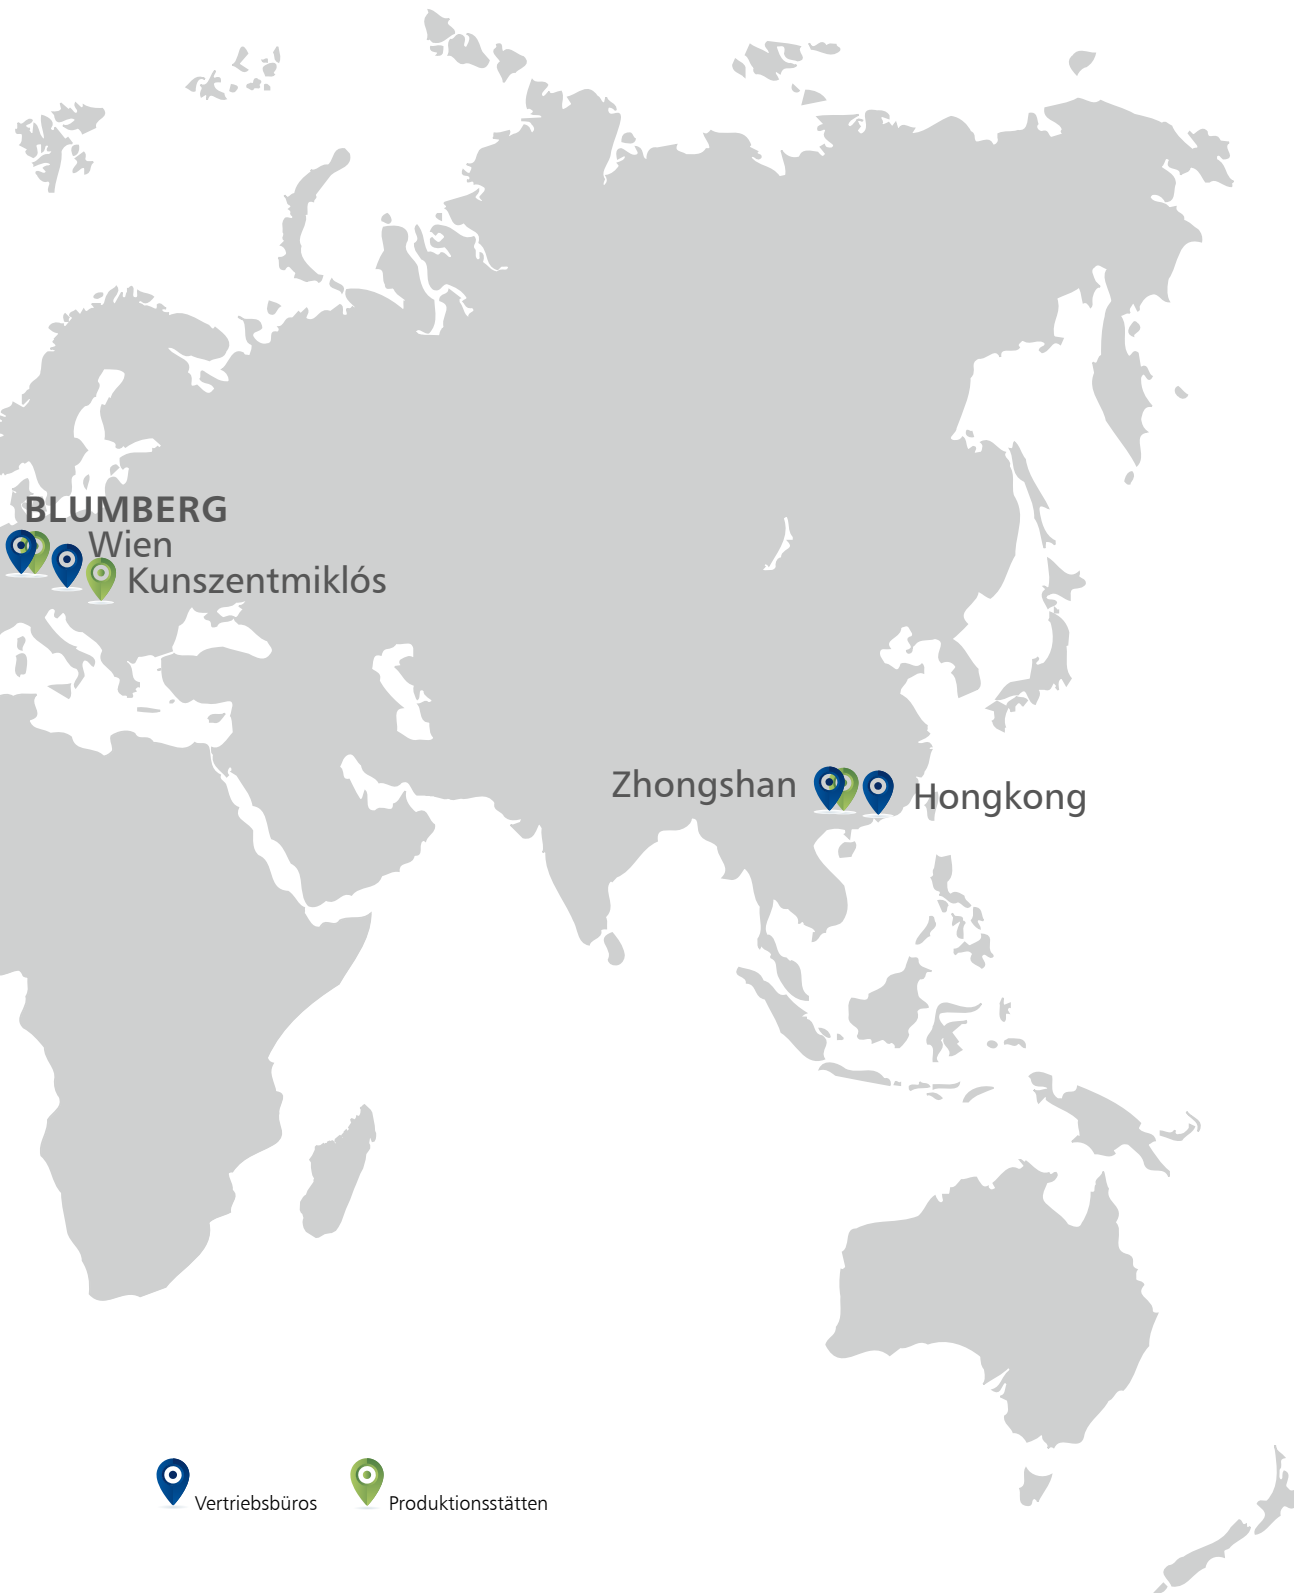 BLUMBERG
Wien
Kunszentmiklós
Zhongshan
Hongkong
Vertriebsbüros
Produktionsstätten